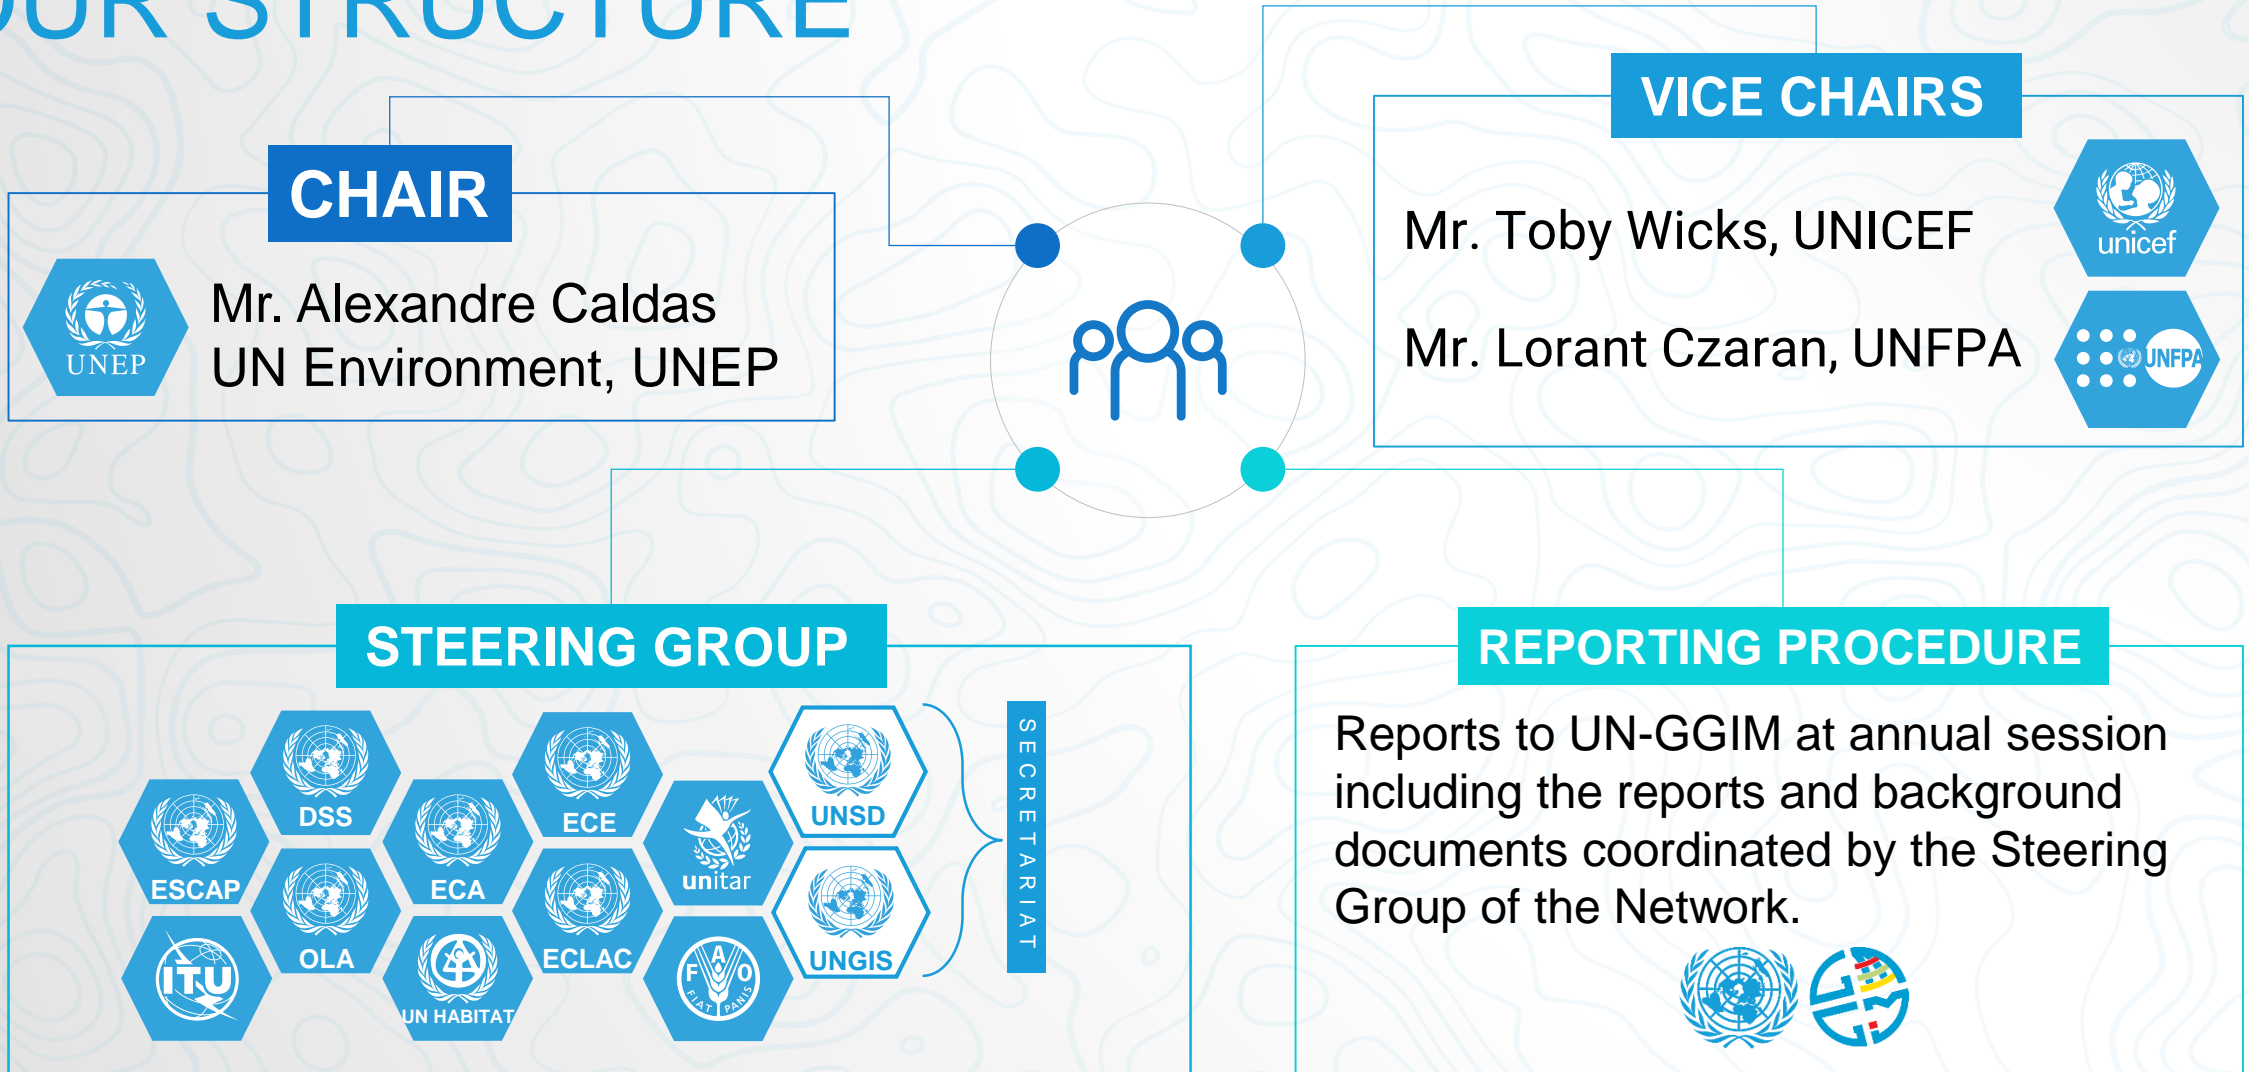 OUR STRUCTURE
CHAIR
UNEP
Mr. Alexandre Caldas
UN Environment, UNEP
VICE CHAIRS
Mr. Toby Wicks, UNICEF
unicef
Mr. Lorant Czaran, UNFPA
UNFPA
STEERING GROUP
DSS
ECE
UNSD
ESCAP
ECA
unitar
OLA
ECLAC
UNGIS
ITU
UN HABITAT
FAO
FIAT PANIS
SECRETARIAT
REPORTING PROCEDURE
Reports to UN-GGIM at annual session
including the reports and background
documents coordinated by the Steering
Group of the Network.